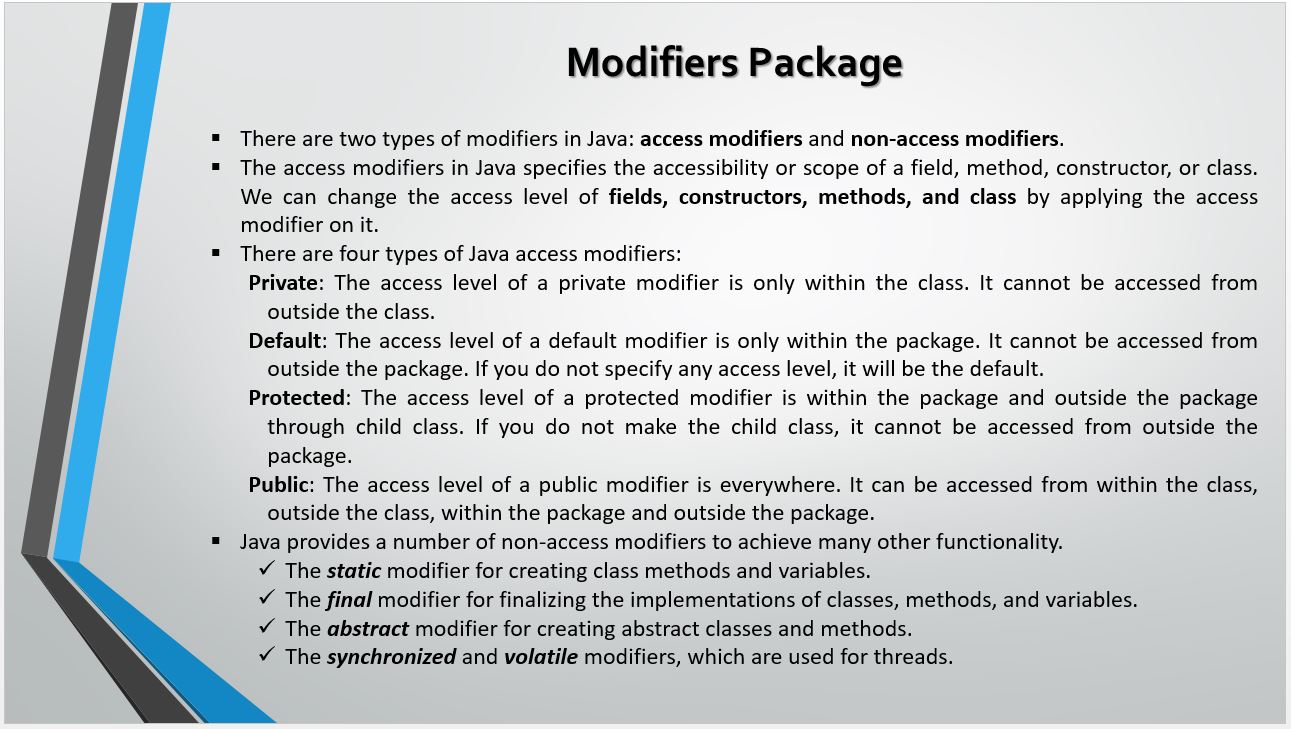 Modifiers Package
▪ There are two types of modifiers in Java: access modifiers and non-access modifiers.
▪ The access modifiers in Java specifies the accessibility or scope of a field, method, constructor, or class.
We can change the access level of fields, constructors, methods, and class by applying the access
modifier on it.
▪ There are four types of Java access modifiers:
Private: The access level of a private modifier is only within the class. It cannot be accessed from
outside the class.
Default: The access level of a default modifier is only within the package. It cannot be accessed from
outside the package. If you do not specify any access level, it will be the default.
Protected: The access level of a protected modifier is within the package and outside the package
through child class. If you do not make the child class, it cannot be accessed from outside the
package.
Public: The access level of a public modifier is everywhere. It can be accessed from within the class,
outside the class, within the package and outside the package.
▪ Java provides a number of non-access modifiers to achieve many other functionality.
✓ The static modifier for creating class methods and variables.
✓ The final modifier for finalizing the implementations of classes, methods, and variables.
✓ The abstract modifier for creating abstract classes and methods.
✓ The synchronized and volatile modifiers, which are used for threads.